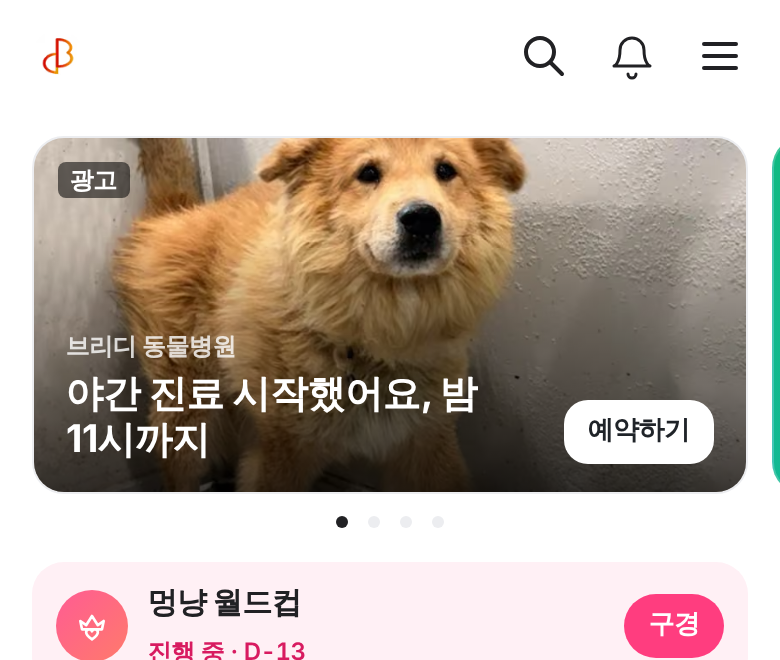 광고
브리디 동물병원
야간 진료 시작했어요, 밤
11시까지
예약하기
멍냥 월드컵
진행 중 · D-13
구경